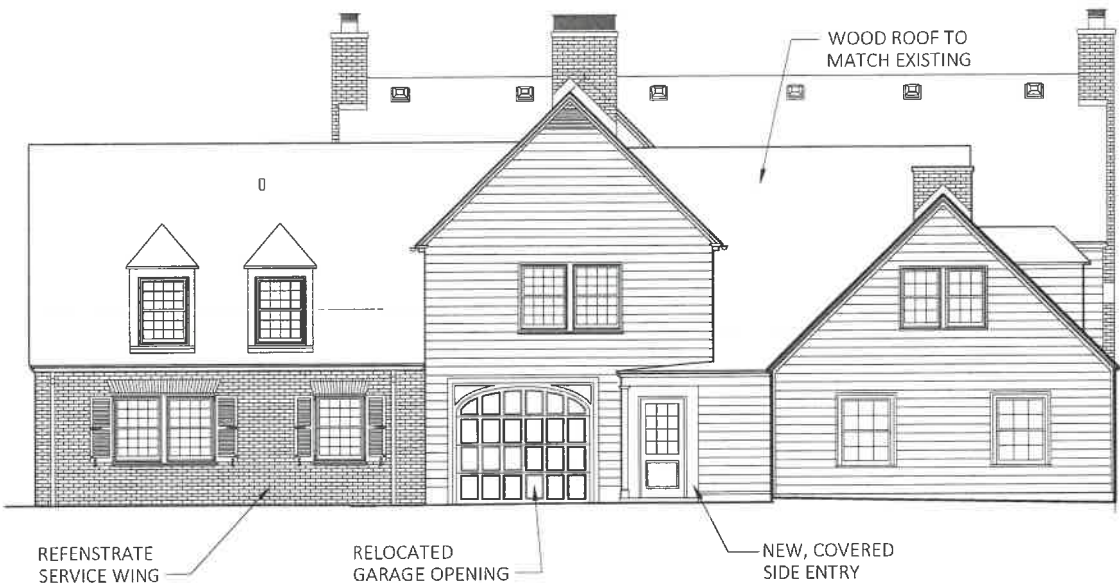 WOOD ROOF TO
MATCH EXISTING
REFENSTRATE
SERVICE WING
RELOCATED
GARAGE OPENING
NEW, COVERED
SIDE ENTRY